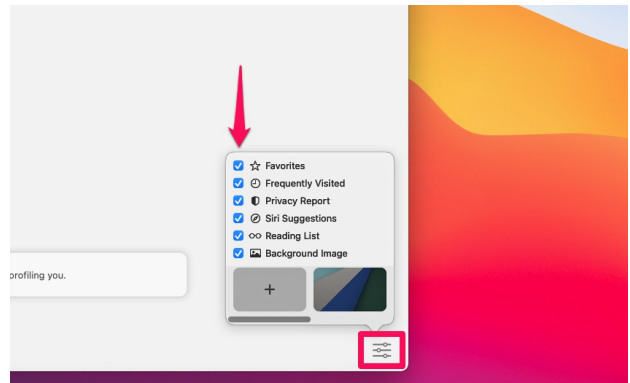 Favorites
Frequently Visited
Privacy Report
Siri Suggestions
Reading List
Background Image
profiling you.